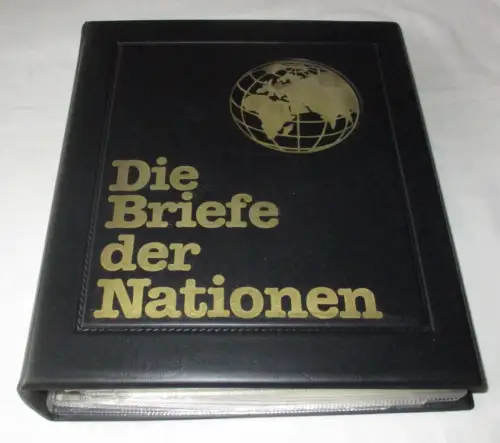 Die
Briefe
der
Nationen